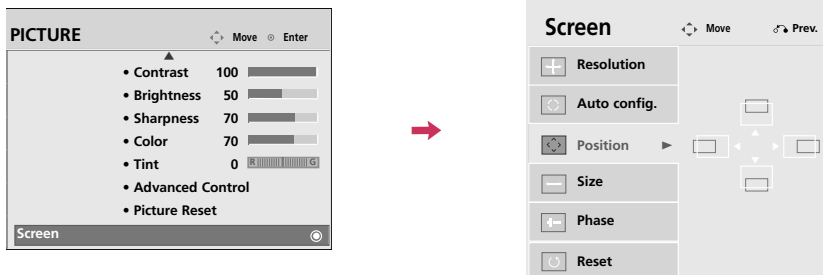 PICTURE Move Enter
• Contrast 100
• Brightness 50
• Sharpness 70
• Color 70
• Tint 0 R G
• Advanced Control
• Picture Reset
Screen
Screen Move Prev.
Resolution
Auto config.
Position
Size
Phase
Reset